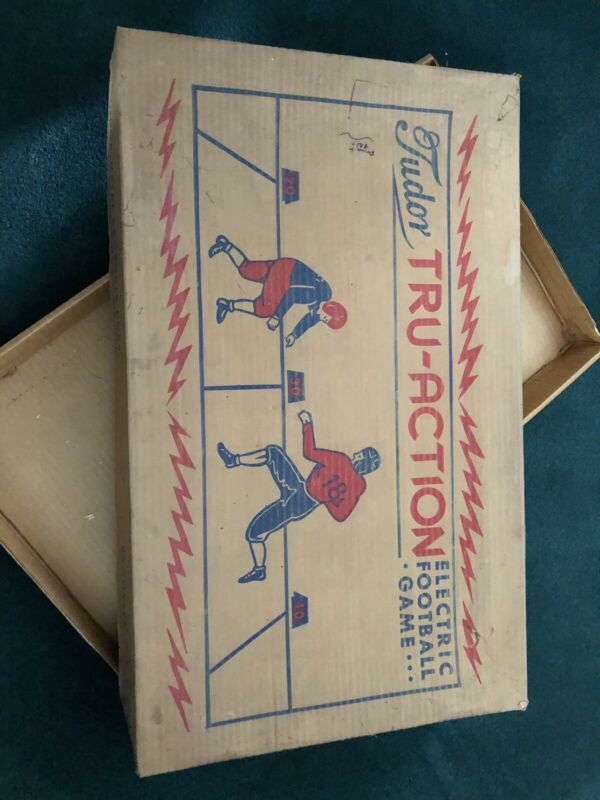 Tudor TRU-ACTION ELECTRIC
FOOTBALL
·GAME···
20
30
40
18